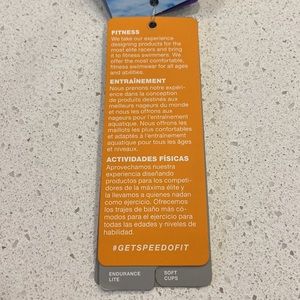 FITNESS
We take our experience
designing products for the
most elite racers and bring
it to fitness swimmers. We
offer the most comfortable
fitness swimwear for all ages
and abilities.
ENTRAÎNEMENT
Nous prenons notre expéri-
ence dans la conception
de produits destinés aux
meilleure nageurs du monde
et nous les offrons aux
nageurs pour l'entraînement
aquatique. Nous offrons les
maillots les plus confortables
et adaptés à l'entraînement
aquatique pour tous les âges
et niveaux.
ACTIVIDADES FÍSICAS
Aprovechamos nuestra
experiencia diseñando
productos para los competi-
dores de la máxima élite y
la llevamos a quienes nadan
como ejercicio. Ofrecemos
los trajes de baño más có-
modos para el ejercicio para
todas las edades y niveles de
habilidad.
#GETSPEEDOFIT
ENDURANCE
LITE
SOFT
CUPS